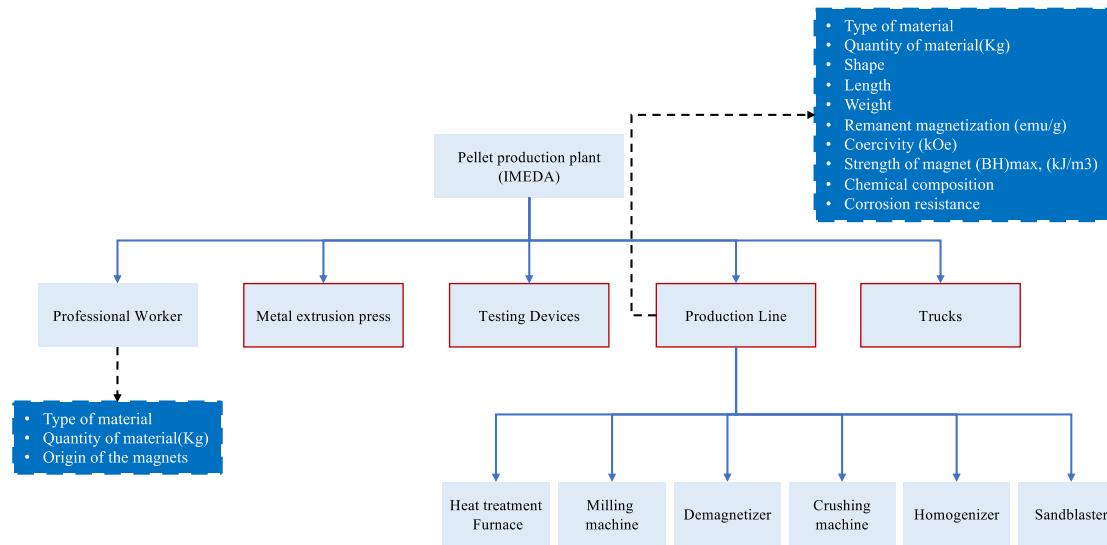 • Type of material
• Quantity of material(Kg)
• Shape
• Length
• Weight
• Remanent magnetization (emu/g)
• Coercivity (kOe)
• Strength of magnet (BH)max, (kJ/m3)
• Chemical composition
• Corrosion resistance
Pellet production plant
(IMEDA)
Professional Worker
Metal extrusion press
Testing Devices
Production Line
Trucks
• Type of material
• Quantity of material(Kg)
• Origin of the magnets
Heat treatment
Furnace
Milling
machine
Demagnetizer
Crushing
machine
Homogenizer
Sandblaster